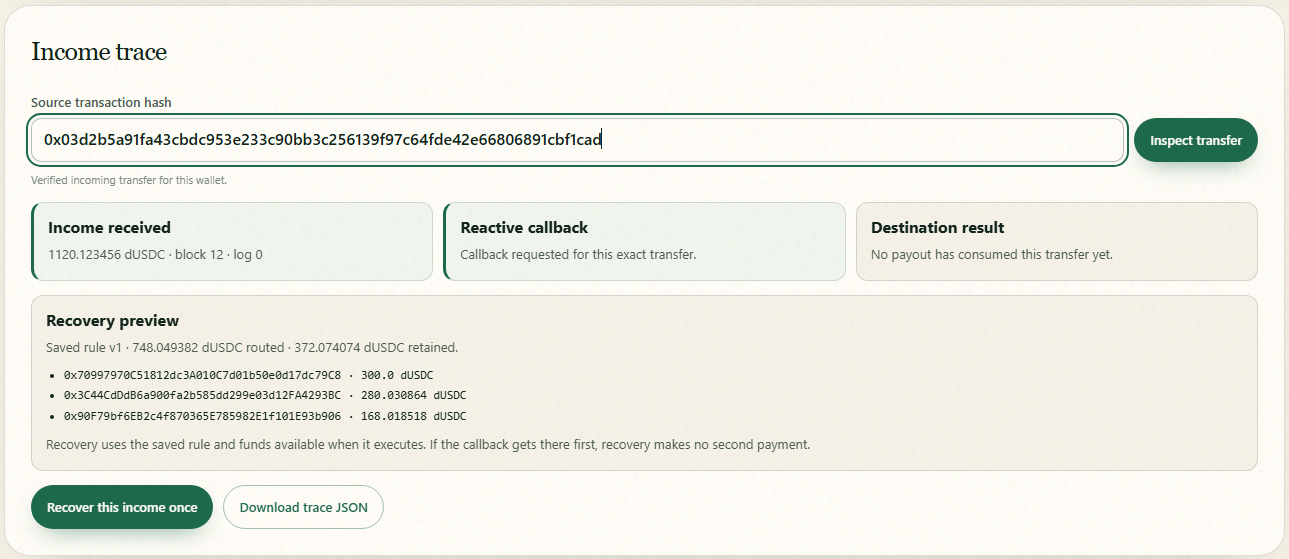 Income trace
Source transaction hash
0x03d2b5a91fa43cbdc953e233c90bb3c256139f97c64fde42e66806891cbf1cad
Inspect transfer
Verified incoming transfer for this wallet.
Income received
1120.123456 dUSDC · block 12 · log 0
Reactive callback
Callback requested for this exact transfer.
Destination result
No payout has consumed this transfer yet.
Recovery preview
Saved rule v1 · 748.049382 dUSDC routed · 372.074074 dUSDC retained.
• 0x70997970C51812dc3A010C7d01b50e0d17dc79C8 · 300.0 dUSDC
• 0x3C44CdDdB6a900fa2b585dd299e03d12FA4293BC · 280.030864 dUSDC
• 0x90F79bf6EB2c4f870365E785982E1f101E93b906 · 168.018518 dUSDC
Recovery uses the saved rule and funds available when it executes. If the callback gets there first, recovery makes no second payment.
Recover this income once
Download trace JSON